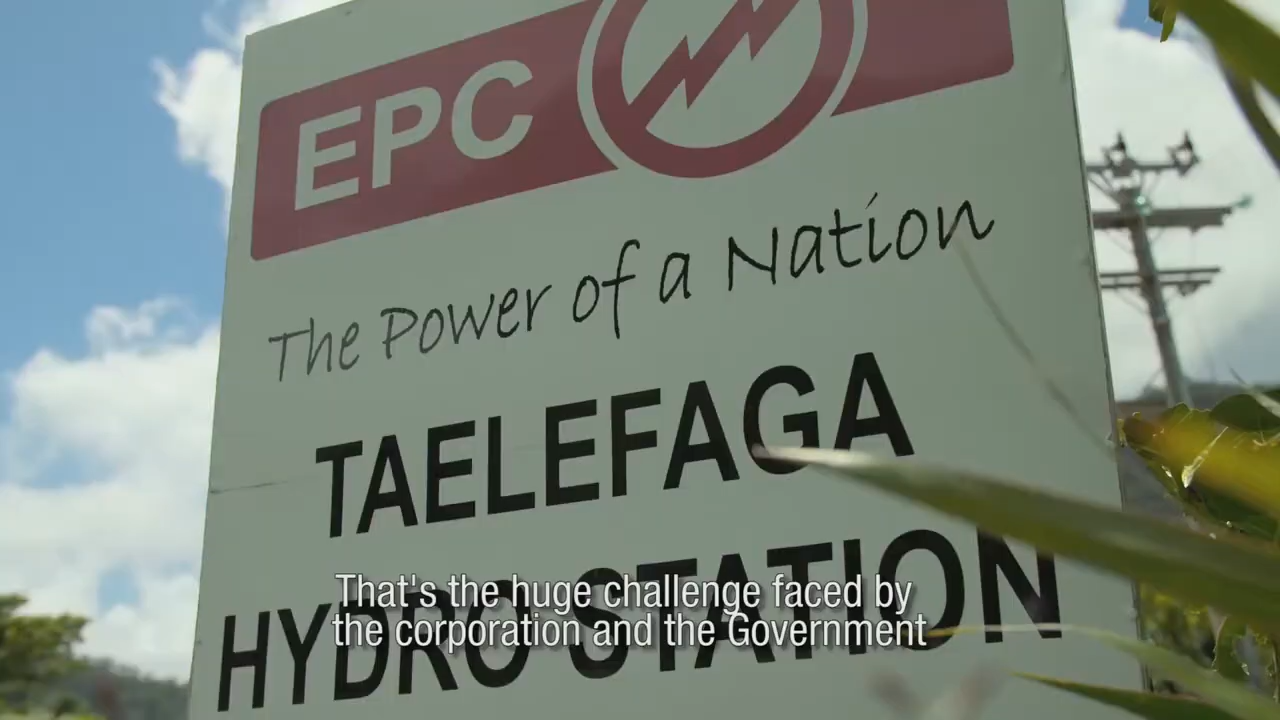 EPC
The Power of a Nation
TAELEFAGA
HYDRO STATION
That's the huge challenge faced by
the corporation and the Government